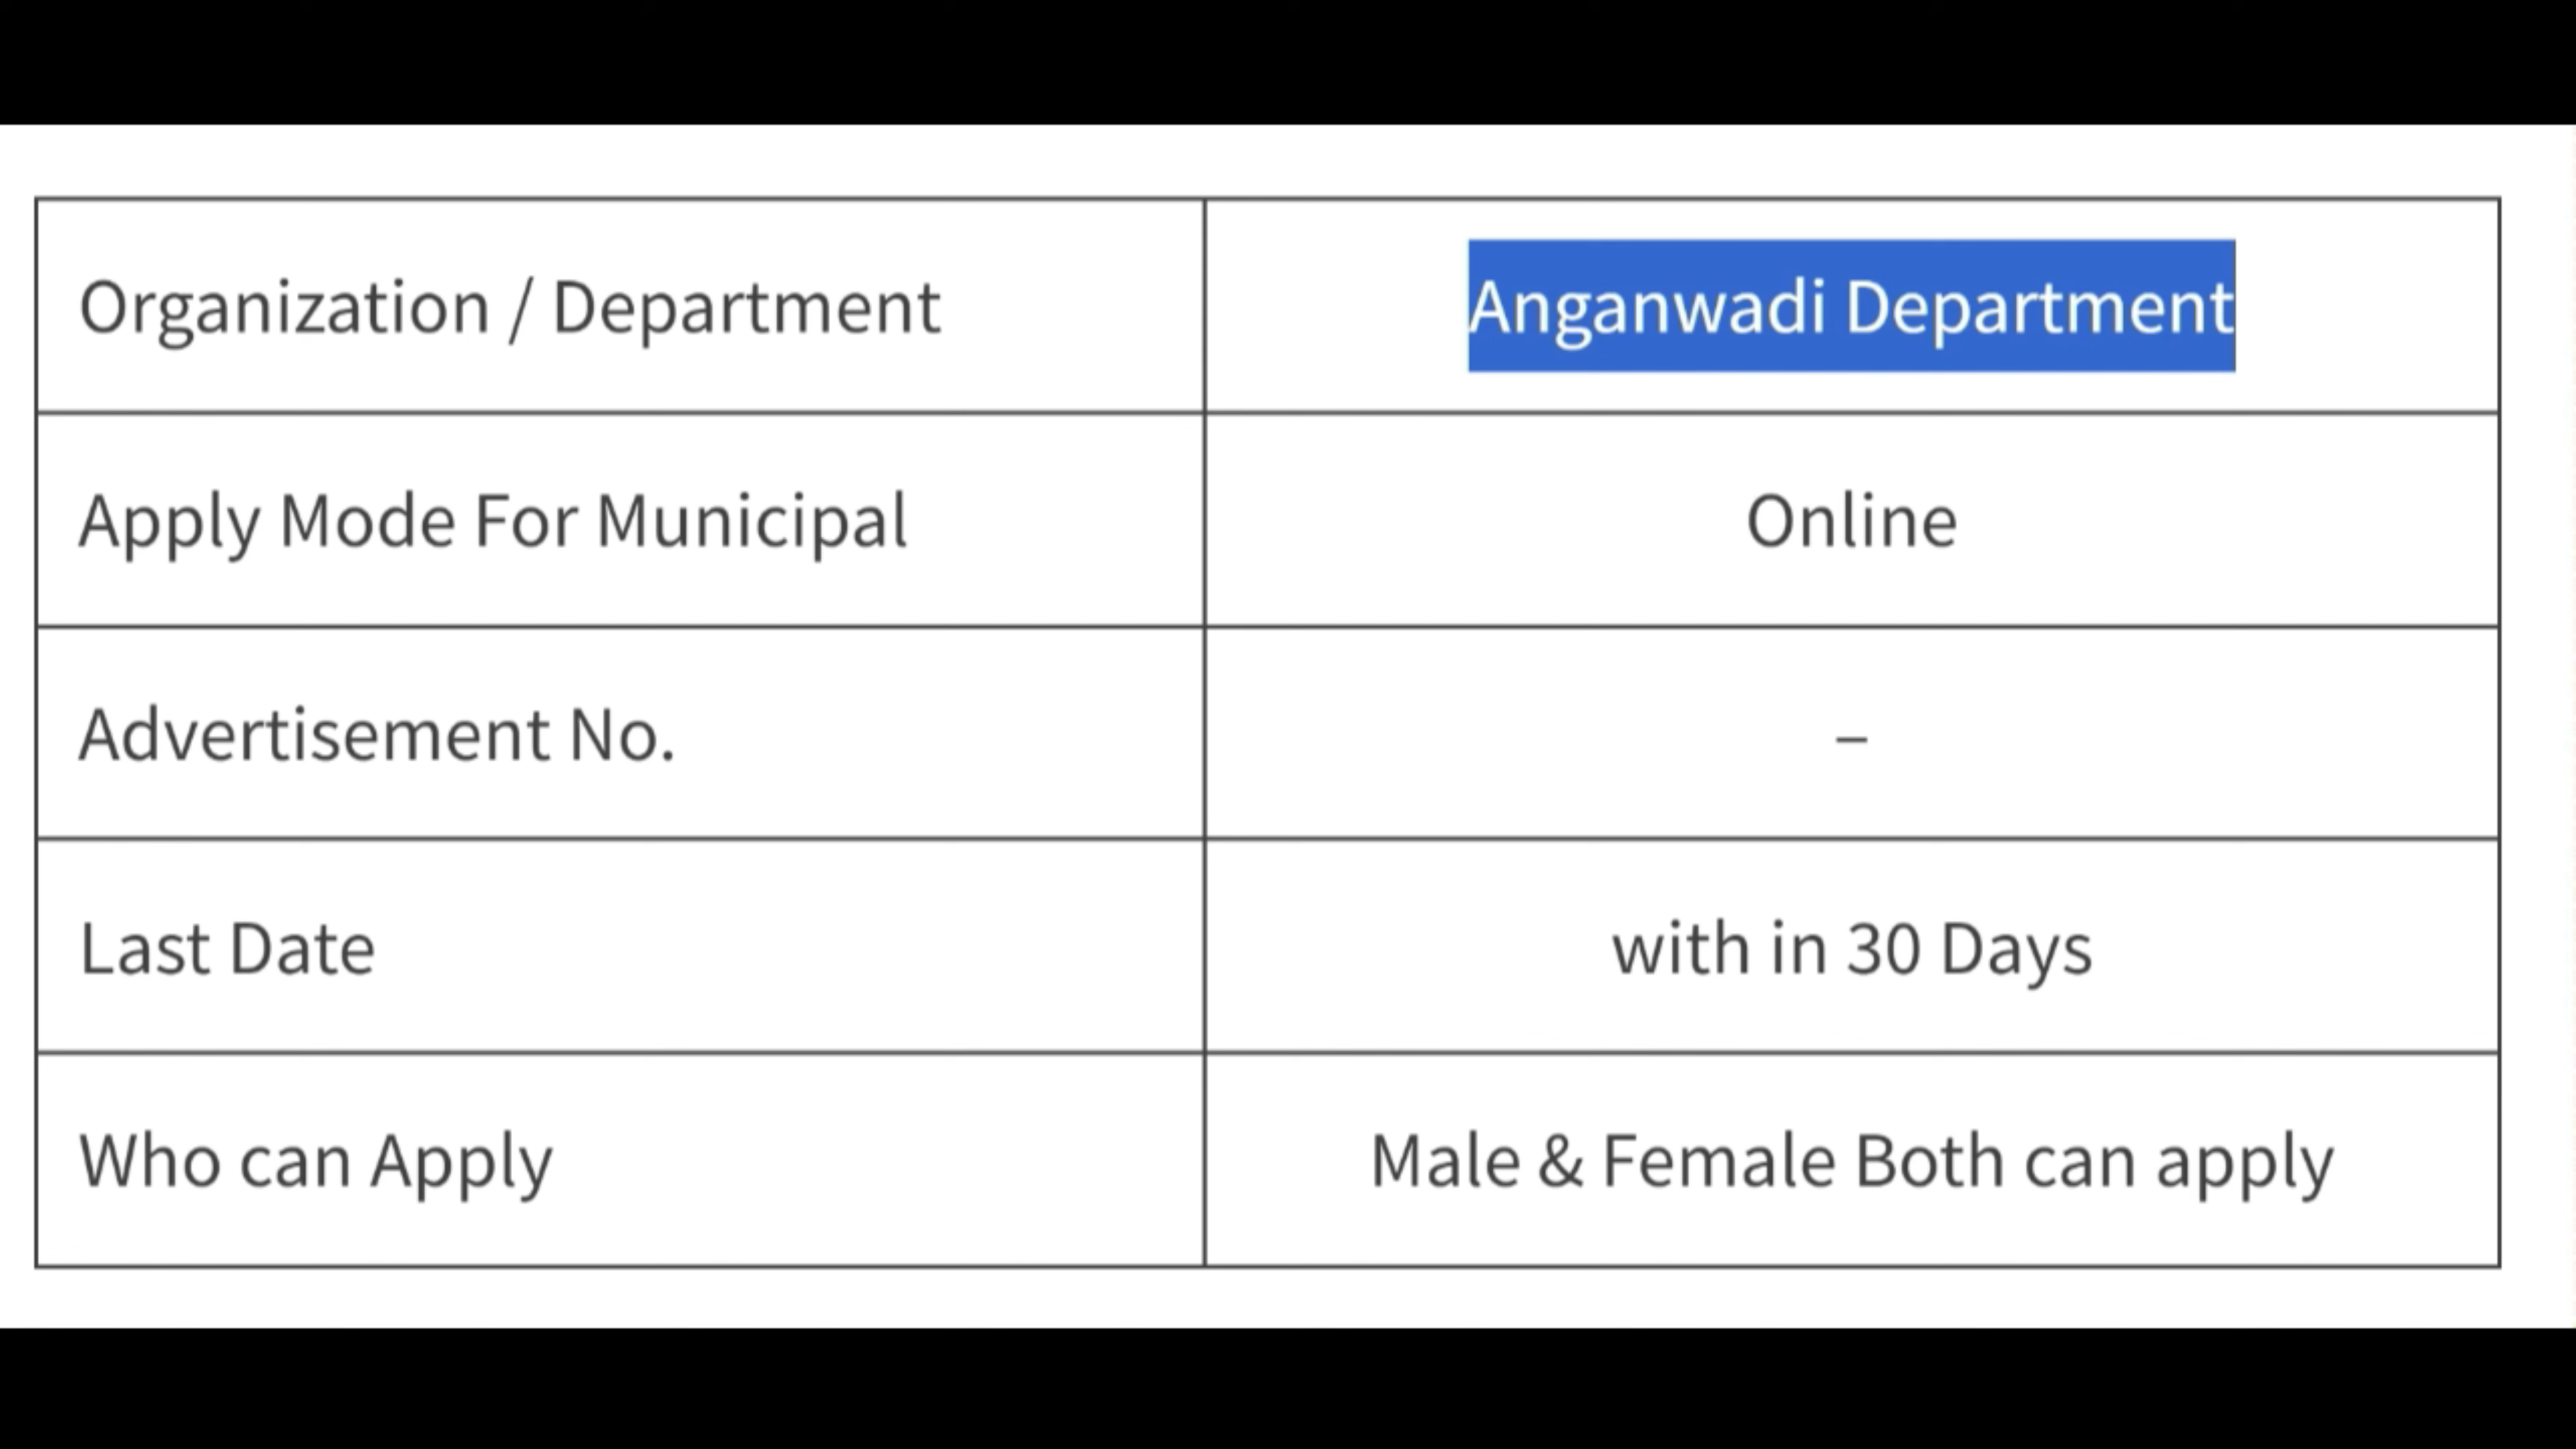 Organization / Department Anganwadi Department
Apply Mode For Municipal Online
Advertisement No. –
Last Date with in 30 Days
Who can Apply Male & Female Both can apply